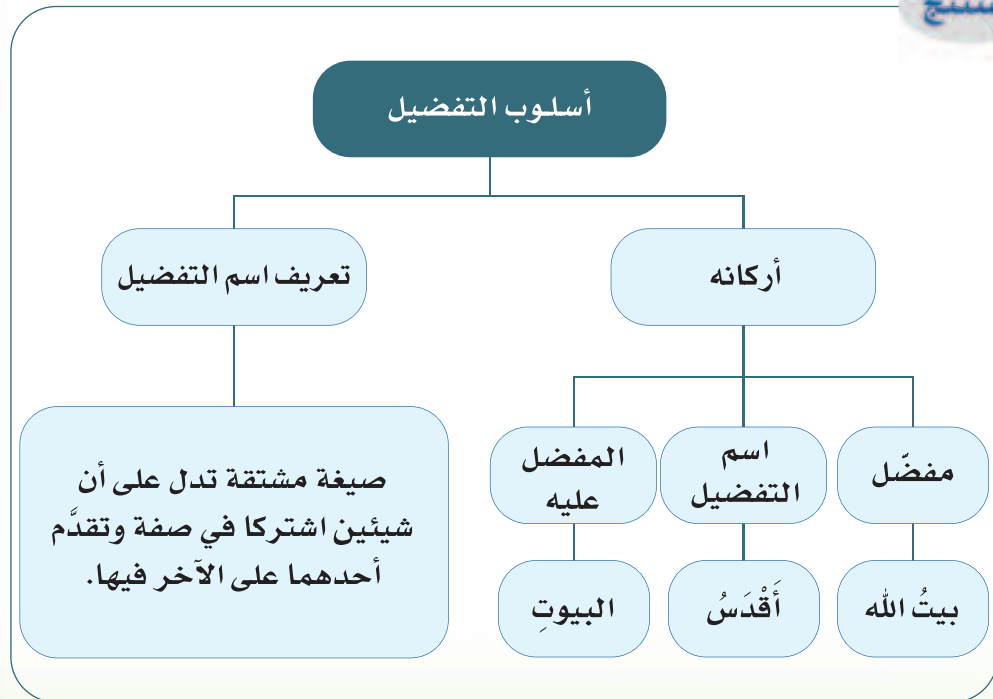 أسلوب التفضيل
أركانه
تعريف اسم التفضيل
مفضّل
اسم
التفضيل
المفضل
عليه
بيتُ الله
أَقْدَسُ
البيوتِ
صيغة مشتقة تدل على أن
شيئين اشتركا في صفة وتقدَّم
أحدهما على الآخر فيها.